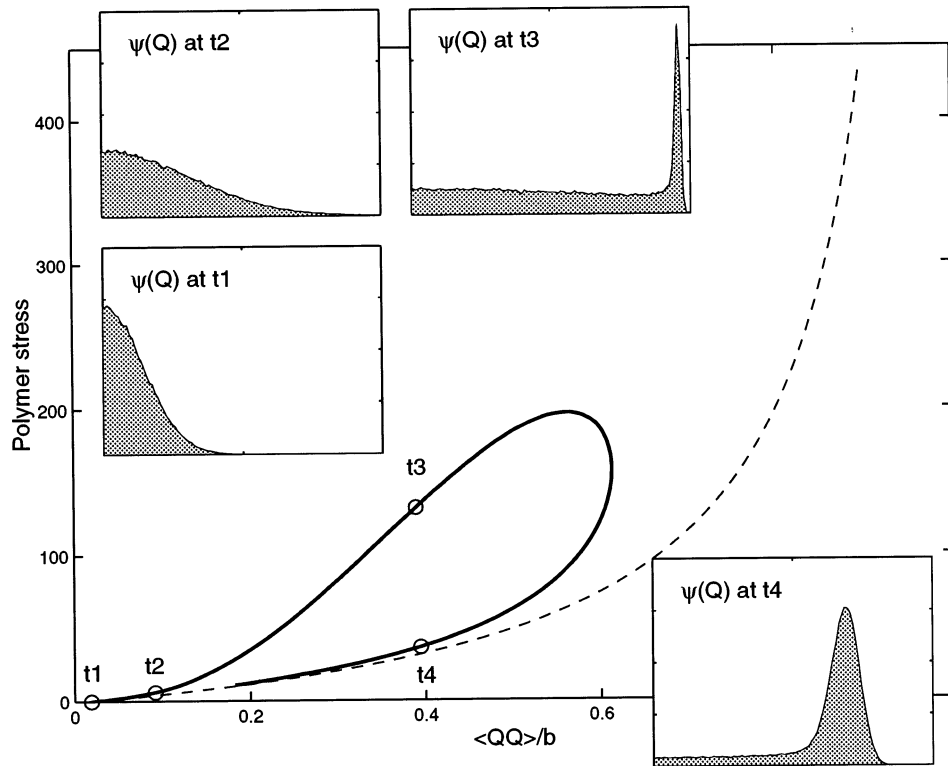 ψ(Q) at t2
ψ(Q) at t3
400
ψ(Q) at t1
300
Polymer stress
200
t3
100
ψ(Q) at t4
t1
t2
t4
0
0
0.2
0.4
0.6
<QQ>/b